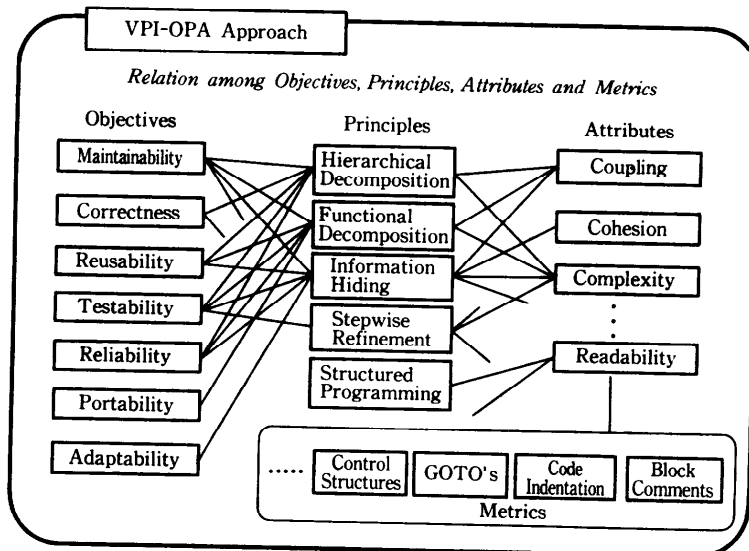 VPI-OPA Approach
Relation among Objectives, Principles, Attributes and Metrics
Objectives
Principles
Attributes
Maintainability
Correctness
Reusability
Testability
Reliability
Portability
Adaptability
Hierarchical
Decomposition
Functional
Decomposition
Information
Hiding
Stepwise
Refinement
Structured
Programming
Coupling
Cohesion
Complexity
Readability
.....
Control
Structures
GOTO's
Code
Indentation
Block
Comments
Metrics